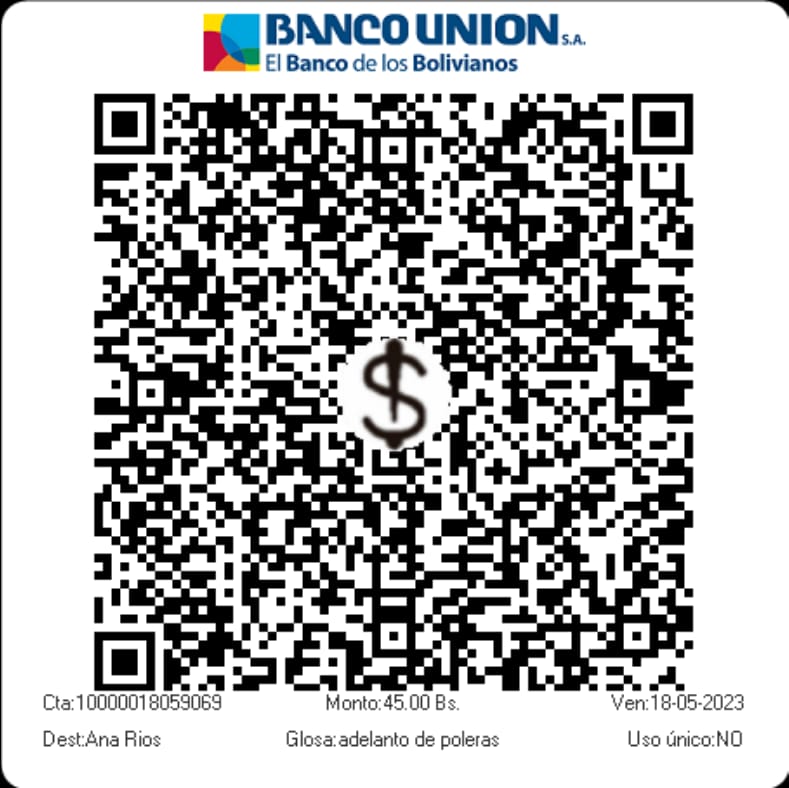 BANCO UNION S.A.
El Banco de los Bolivianos
$
Cta:10000018059069 Monto:45.00 Bs. Ven:18-05-2023
Dest:Ana Rios Glosa:adelanto de poleras Uso único:NO